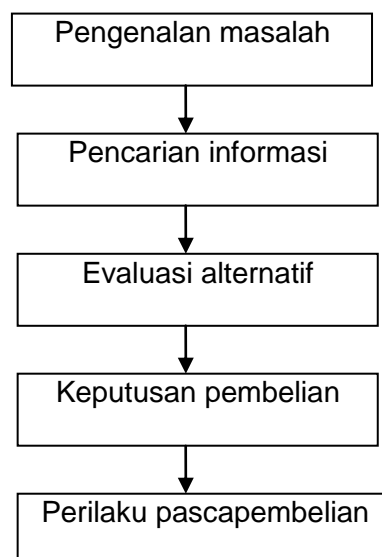 Pengenalan masalah
Pencarian informasi
Evaluasi alternatif
Keputusan pembelian
Perilaku pascapembelian